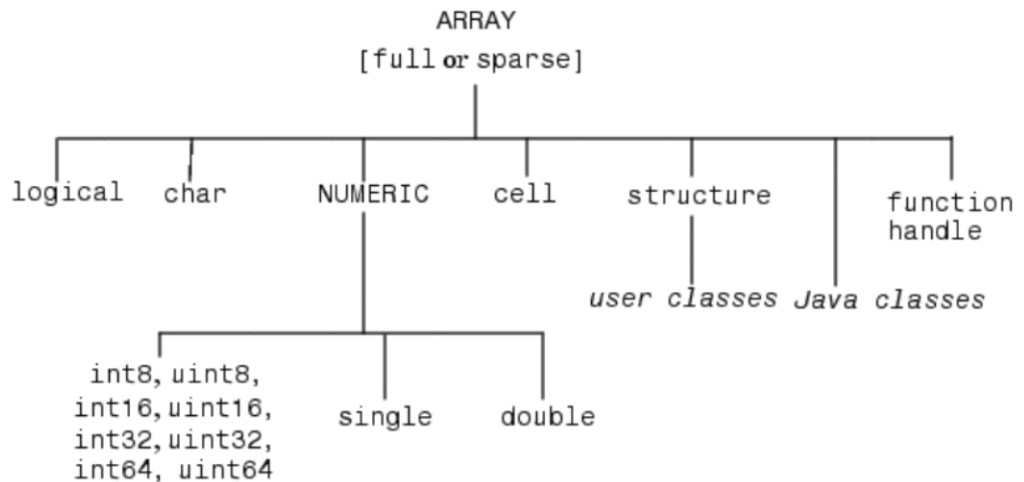 ARRAY
[full or sparse]
logical char NUMERIC cell structure function
handle
user classes Java classes
int8, uint8,
int16, uint16,
int32, uint32,
int64, uint64
single double